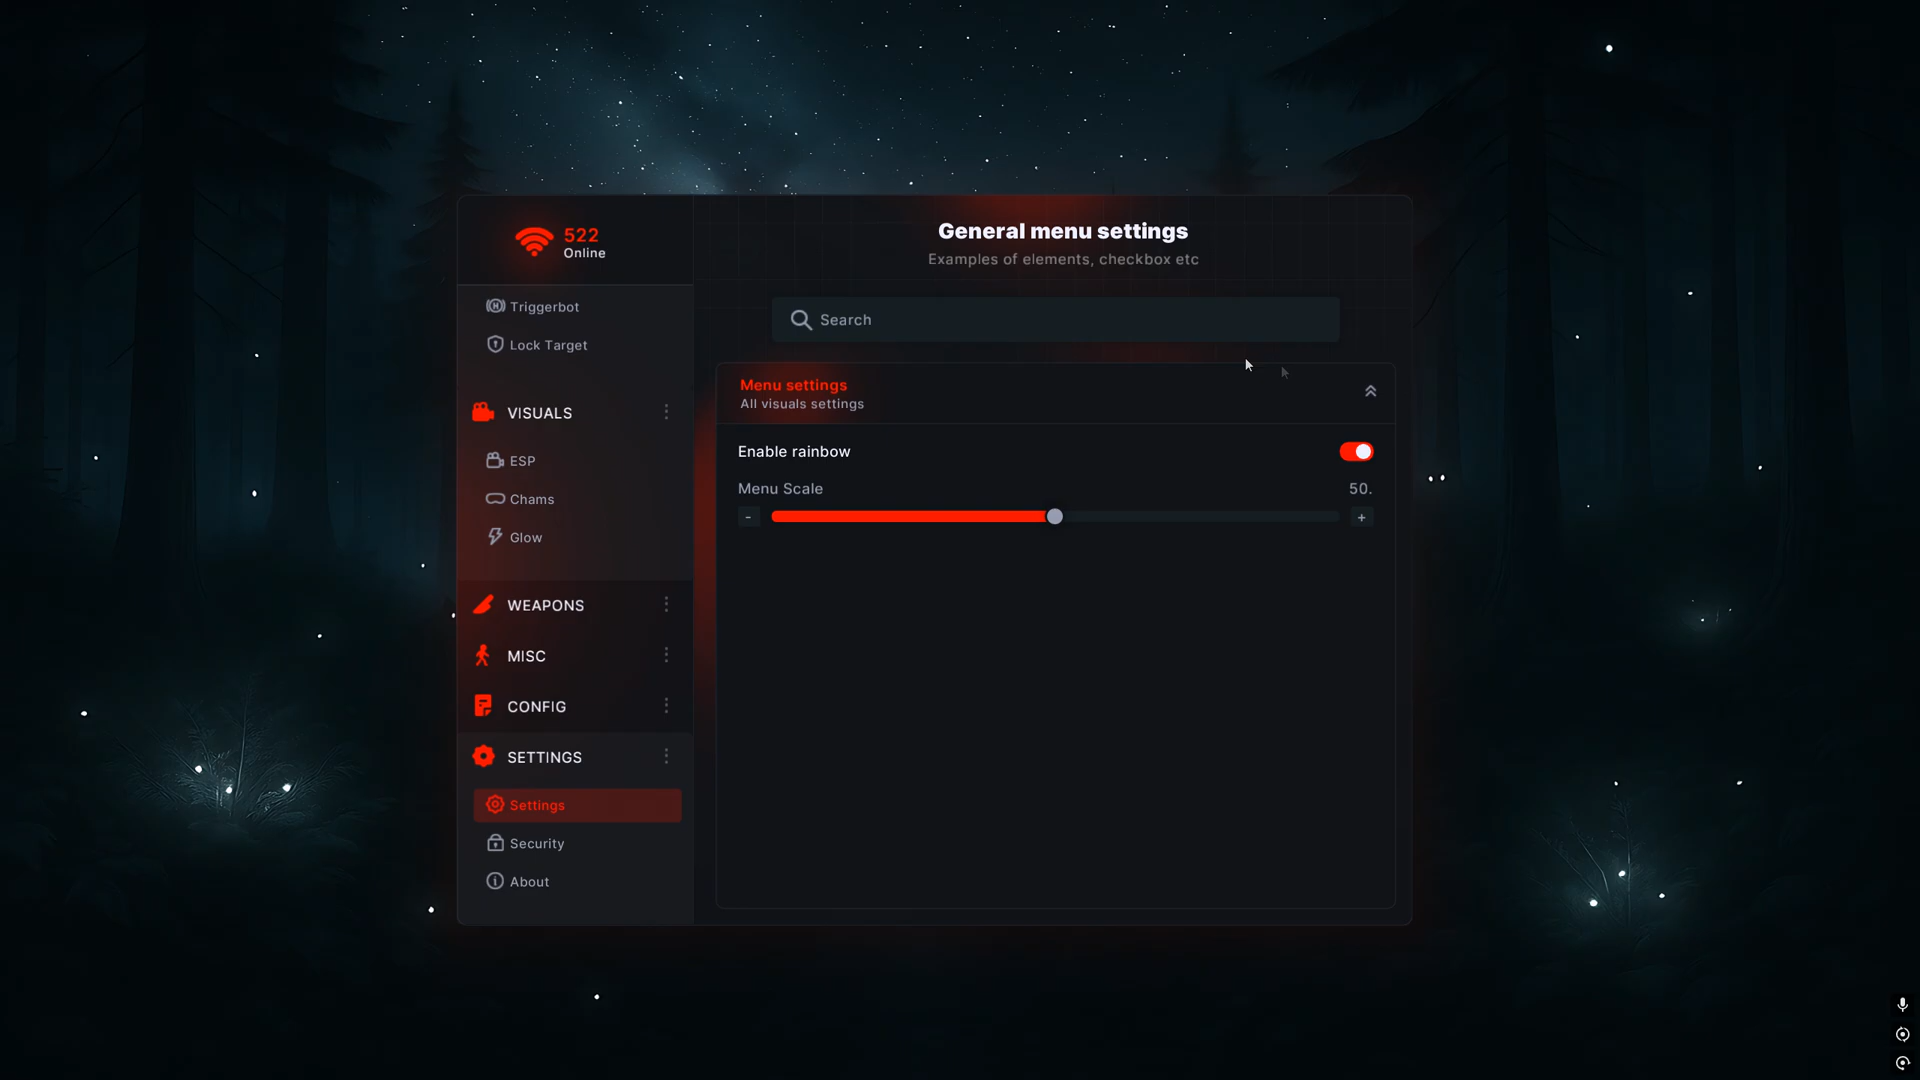 522
Online
Triggerbot
Lock Target
VISUALS
ESP
Chams
Glow
WEAPONS
MISC
CONFIG
SETTINGS
Settings
Security
About
General menu settings
Examples of elements, checkbox etc
Search
Menu settings
All visuals settings
Enable rainbow
Menu Scale 50.
- +